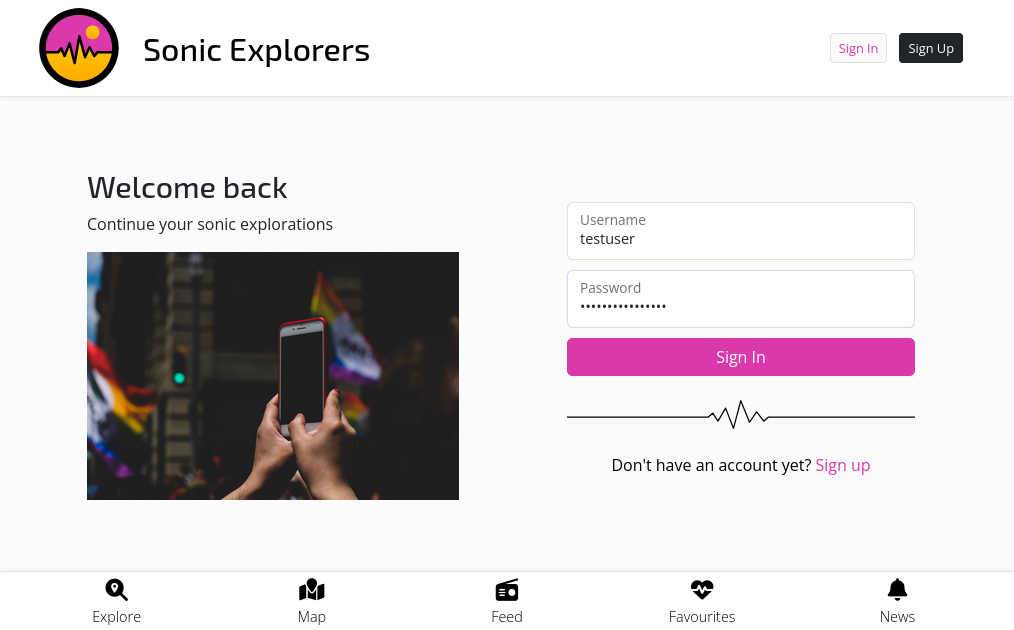 Sonic Explorers
Sign In
Sign Up
Welcome back
Continue your sonic explorations
Username
testuser
Password
••••••••••••••••
Sign In
Don't have an account yet? Sign up
Explore
Map
Feed
Favourites
News